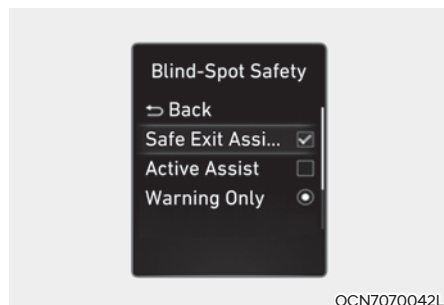 Blind-Spot Safety
Back
Safe Exit Assi...
Active Assist
Warning Only
OCN7070042L